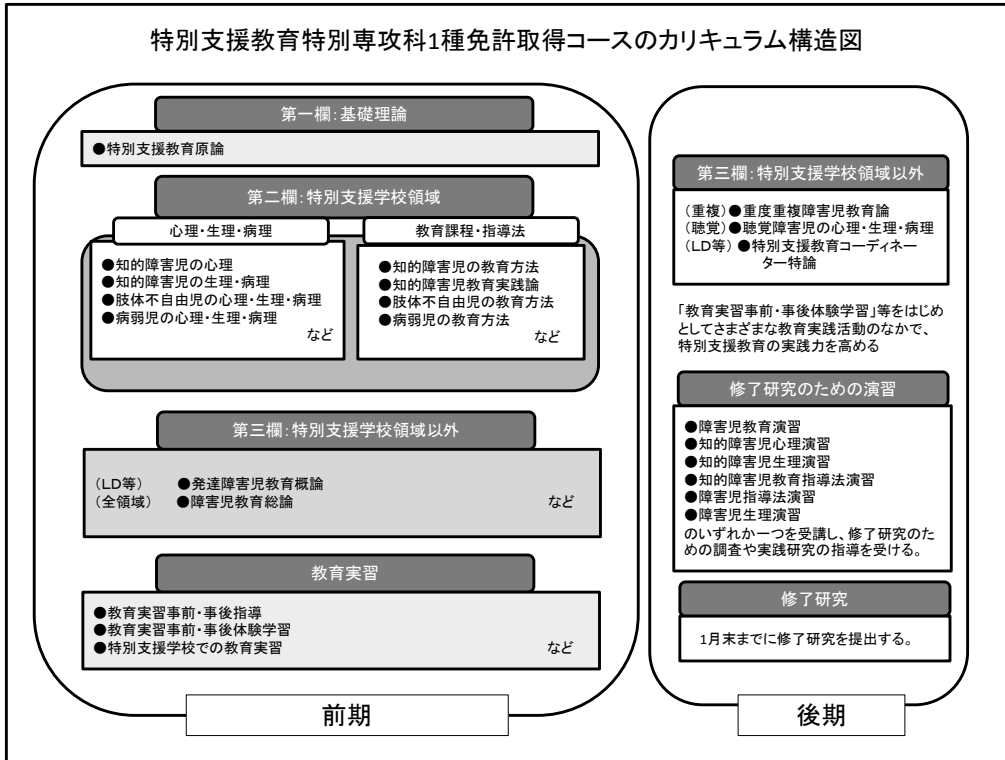 特別支援教育特別専攻科1種免許取得コースのカリキュラム構造図
第一欄：基礎理論
●特別支援教育原論
第二欄：特別支援学校領域
心理・生理・病理
●知的障害児の心理
●知的障害児の生理・病理
●肢体不自由児の心理・生理・病理
●病弱児の心理・生理・病理
など
教育課程・指導法
●知的障害児の教育方法
●知的障害児教育実践論
●肢体不自由児の教育方法
●病弱児の教育方法
など
第三欄：特別支援学校領域以外
（LD等） ●発達障害児教育概論
（全領域） ●障害児教育総論 など
教育実習
●教育実習事前・事後指導
●教育実習事前・事後体験学習
●特別支援学校での教育実習 など
前期
第三欄：特別支援学校領域以外
（重複）●重度重複障害児教育論
（聴覚）●聴覚障害児の心理・生理・病理
（LD等）●特別支援教育コーディネー
ター特論
「教育実習事前・事後体験学習」等をはじめ
としてさまざまな教育実践活動のなかで、
特別支援教育の実践力を高める
修了研究のための演習
●障害児教育演習
●知的障害児心理演習
●知的障害児生理演習
●知的障害児教育指導法演習
●障害児指導法演習
●障害児生理演習
のいずれか一つを受講し、修了研究のた
めの調査や実践研究の指導を受ける。
修了研究
1月末までに修了研究を提出する。
後期